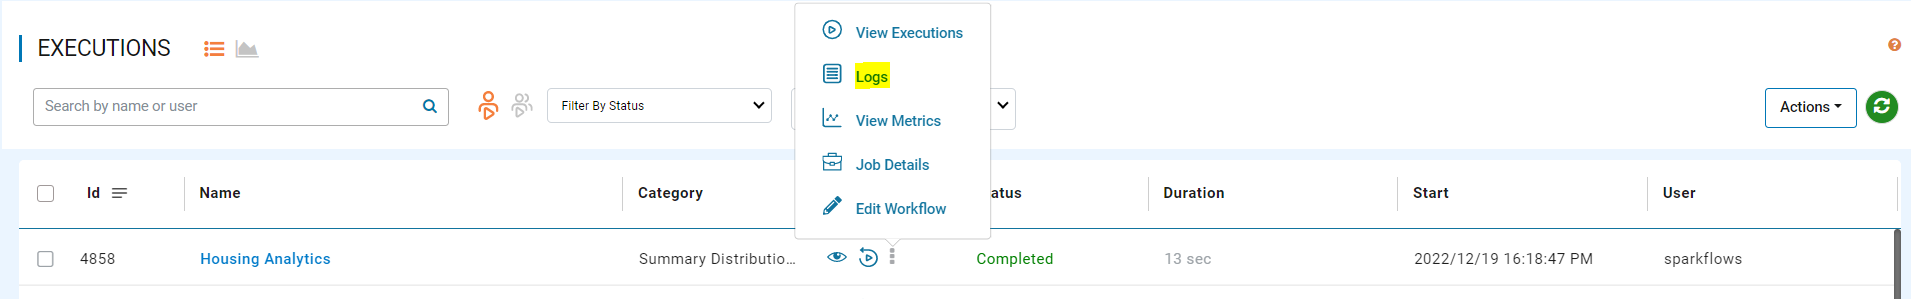 EXECUTIONS
View Executions
Logs
View Metrics
Job Details
Edit Workflow
Search by name or user
Filter By Status
Actions
Id Name Category atus Duration Start User
4858 Housing Analytics Summary Distributio... Completed 13 sec 2022/12/19 16:18:47 PM sparkflows